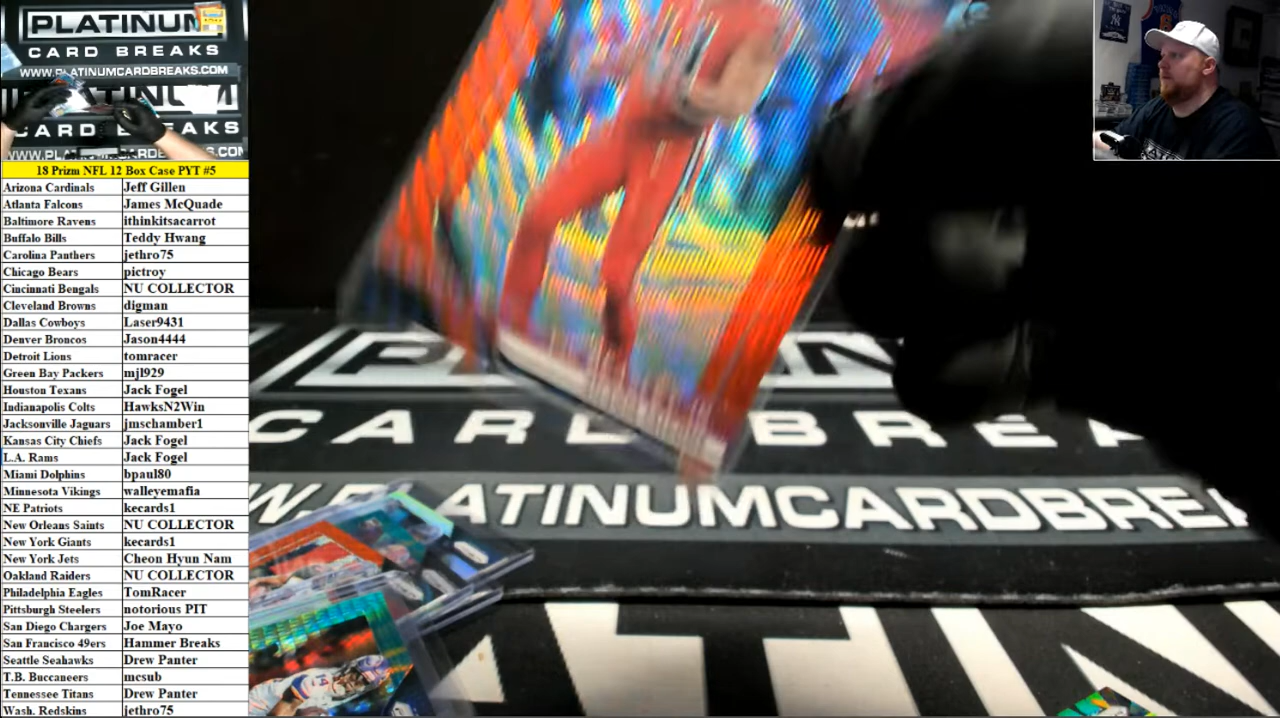 PLATINUM
CARD BREAKS
WWW.PLATINUMCARDBREAKS.COM
PLATINUM
CARD BREAKS
18 Prizm NFL 12 Box Case PYT #5
Arizona Cardinals Jeff Gillen
Atlanta Falcons James McQuade
Baltimore Ravens ithinkitsacarrot
Buffalo Bills Teddy Hwang
Carolina Panthers jethro75
Chicago Bears pictroy
Cincinnati Bengals NU COLLECTOR
Cleveland Browns digman
Dallas Cowboys Laser9431
Denver Broncos Jason4444
Detroit Lions tomracer
Green Bay Packers mjl929
Houston Texans Jack Fogel
Indianapolis Colts HawksN2Win
Jacksonville Jaguars jmschamber1
Kansas City Chiefs Jack Fogel
L.A. Rams Jack Fogel
Miami Dolphins bpaul80
Minnesota Vikings walleyemafia
NE Patriots kecards1
New Orleans Saints NU COLLECTOR
New York Giants kecards1
New York Jets Cheon Hyun Nam
Oakland Raiders NU COLLECTOR
Philadelphia Eagles TomRacer
Pittsburgh Steelers notorious PIT
San Diego Chargers Joe Mayo
San Francisco 49ers Hammer Breaks
Seattle Seahawks Drew Panter
T.B. Buccaneers mcsub
Tennessee Titans Drew Panter
Wash. Redskins jethro75
CARD BREA
W.PLATINUMCARDBREA
LATIN